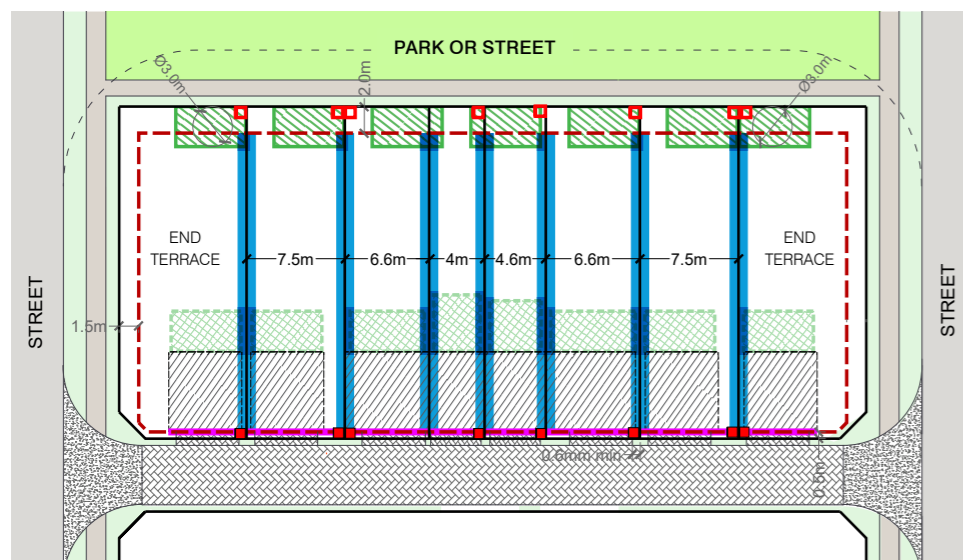 PARK OR STREET
Ø3.0m
2.0m
Ø3.0m
END
TERRACE
7.5m
6.6m
4m
4.6m
6.6m
7.5m
END
TERRACE
STREET
1.5m
STREET
0.6mm min
0.5m